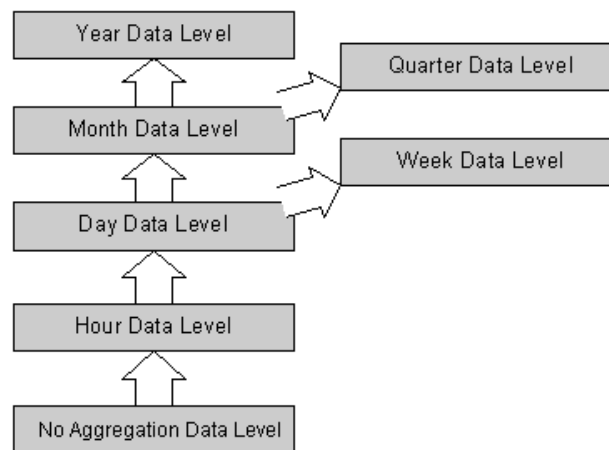 Year Data Level
Quarter Data Level
Month Data Level
Week Data Level
Day Data Level
Hour Data Level
No Aggregation Data Level